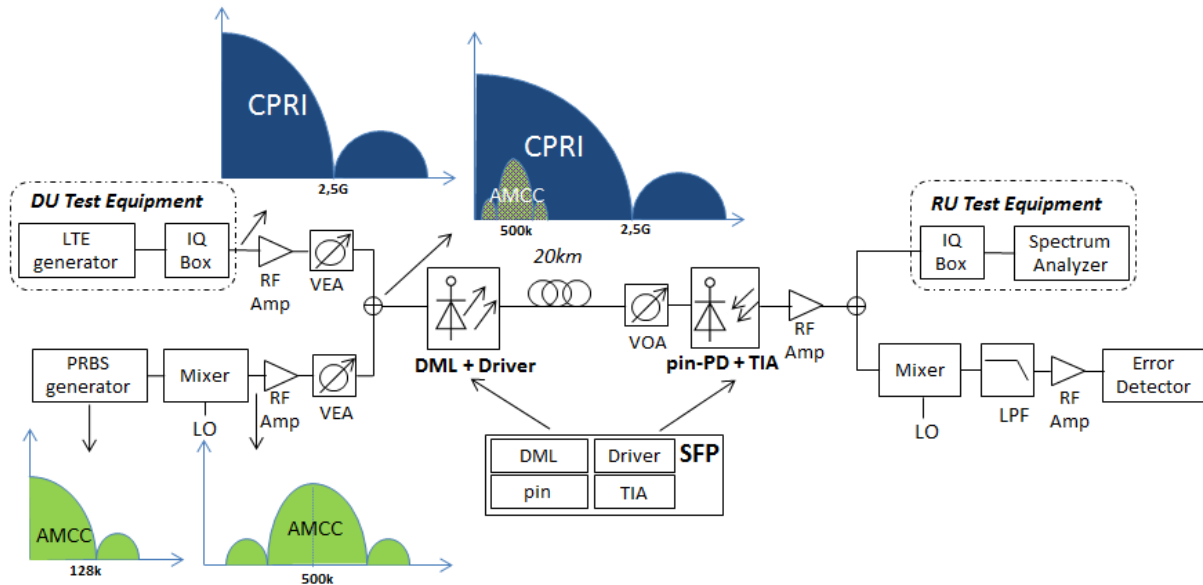 CPRI
2,5G
CPRI
AMCC
500k
2,5G
DU Test Equipment
LTE
generator
IQ
Box
RF
Amp
VEA
20km
DML + Driver
VOA
pin-PD + TIA
RF
Amp
RU Test Equipment
IQ
Box
Spectrum
Analyzer
PRBS
generator
Mixer
LO
RF
Amp
VEA
Mixer
LO
LPF
RF
Amp
Error
Detector
DML
Driver
SFP
pin
TIA
AMCC
128k
AMCC
500k